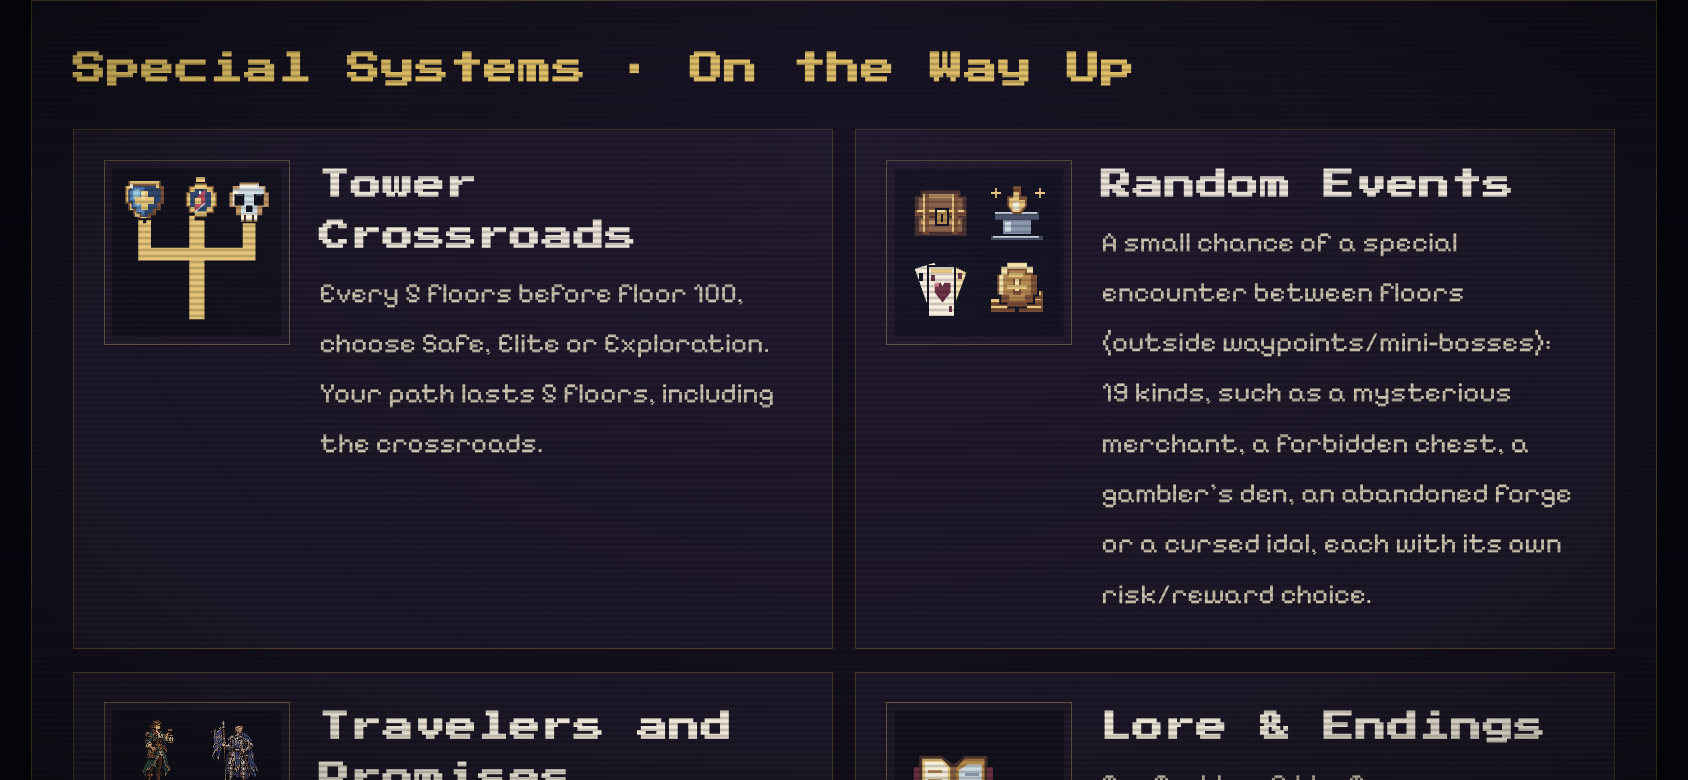 Special Systems · On the Way Up
Tower
Crossroads
Every 8 floors before floor 100,
choose Safe, Elite or Exploration.
Your path lasts 8 floors, including
the crossroads.
Random Events
A small chance of a special
encounter between floors
(outside waypoints/mini-bosses):
19 kinds, such as a mysterious
merchant, a forbidden chest, a
gambler's den, an abandoned forge
or a cursed idol, each with its own
risk/reward choice.
Travelers and
Promises
Lore & Endings